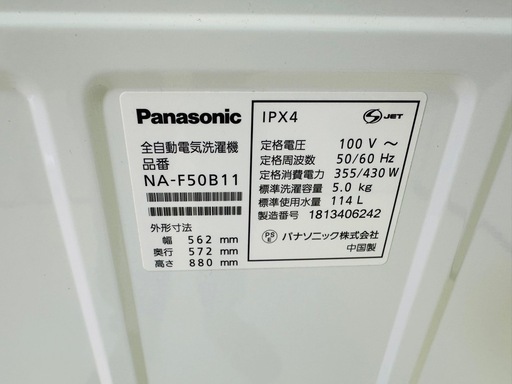 Panasonic
全自動電気洗濯機
品番
NA-F50B11
外形寸法
幅 562 mm
奥行 572 mm
高さ 880 mm
IPX4
S JET
定格電圧 100 V ～
定格周波数 50/60 Hz
定格消費電力 355/430 W
標準洗濯容量 5.0 kg
標準使用水量 114 L
製造番号 1813406242
PS E パナソニック株式会社
中国製